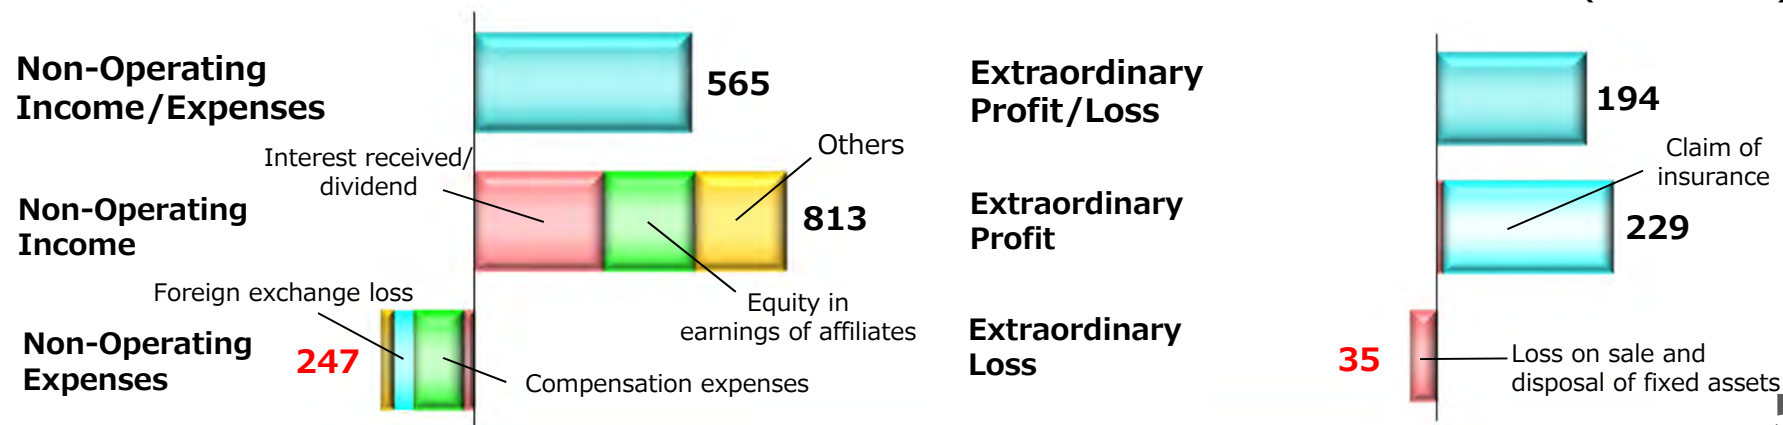 Non-Operating
Income/Expenses
565
Interest received/
dividend
Others
Non-Operating
Income
813
Equity in
earnings of affiliates
Foreign exchange loss
Non-Operating
Expenses
247
Compensation expenses
Extraordinary
Profit/Loss
194
Claim of
insurance
Extraordinary
Profit
229
Extraordinary
Loss
35
Loss on sale and
disposal of fixed assets